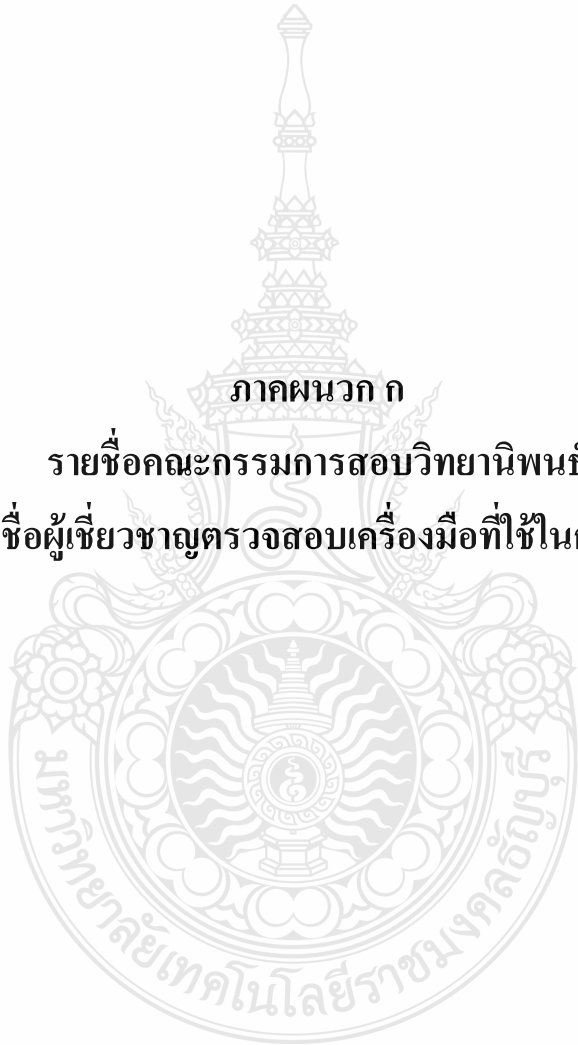 ภาคผนวก ก
รายชื่อคณะกรรมการสอบวิทยานิพนธ์
ชื่อผู้เชี่ยวชาญตรวจสอบเครื่องมือที่ใช้ใน
มหาวิทยาลัยเทคโนโลยีราชมงคลธัญบุรี